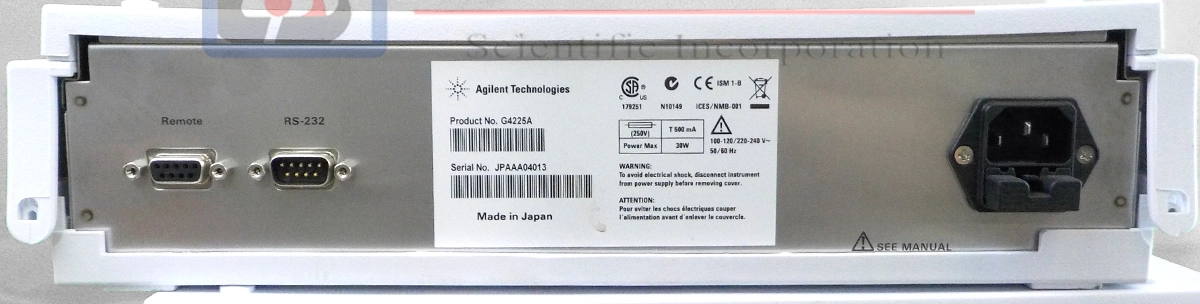 Scientific Incorporation
Remote
RS-232
Agilent Technologies
Product No. G4225A
Serial No. JPAAA04013
Made in Japan
CSA ®
C US
179251
N10149
CE ISM 1-B
ICES/NMB-001
(250V) T 500 mA
Power Max 30W
100-120/220-240 V~
50/60 Hz
WARNING:
To avoid electrical shock, disconnect instrument
from power supply before removing cover.
ATTENTION:
Pour eviter les chocs électriques couper
l'alimentation avant d'enlever le couvercle.
SEE MANUAL